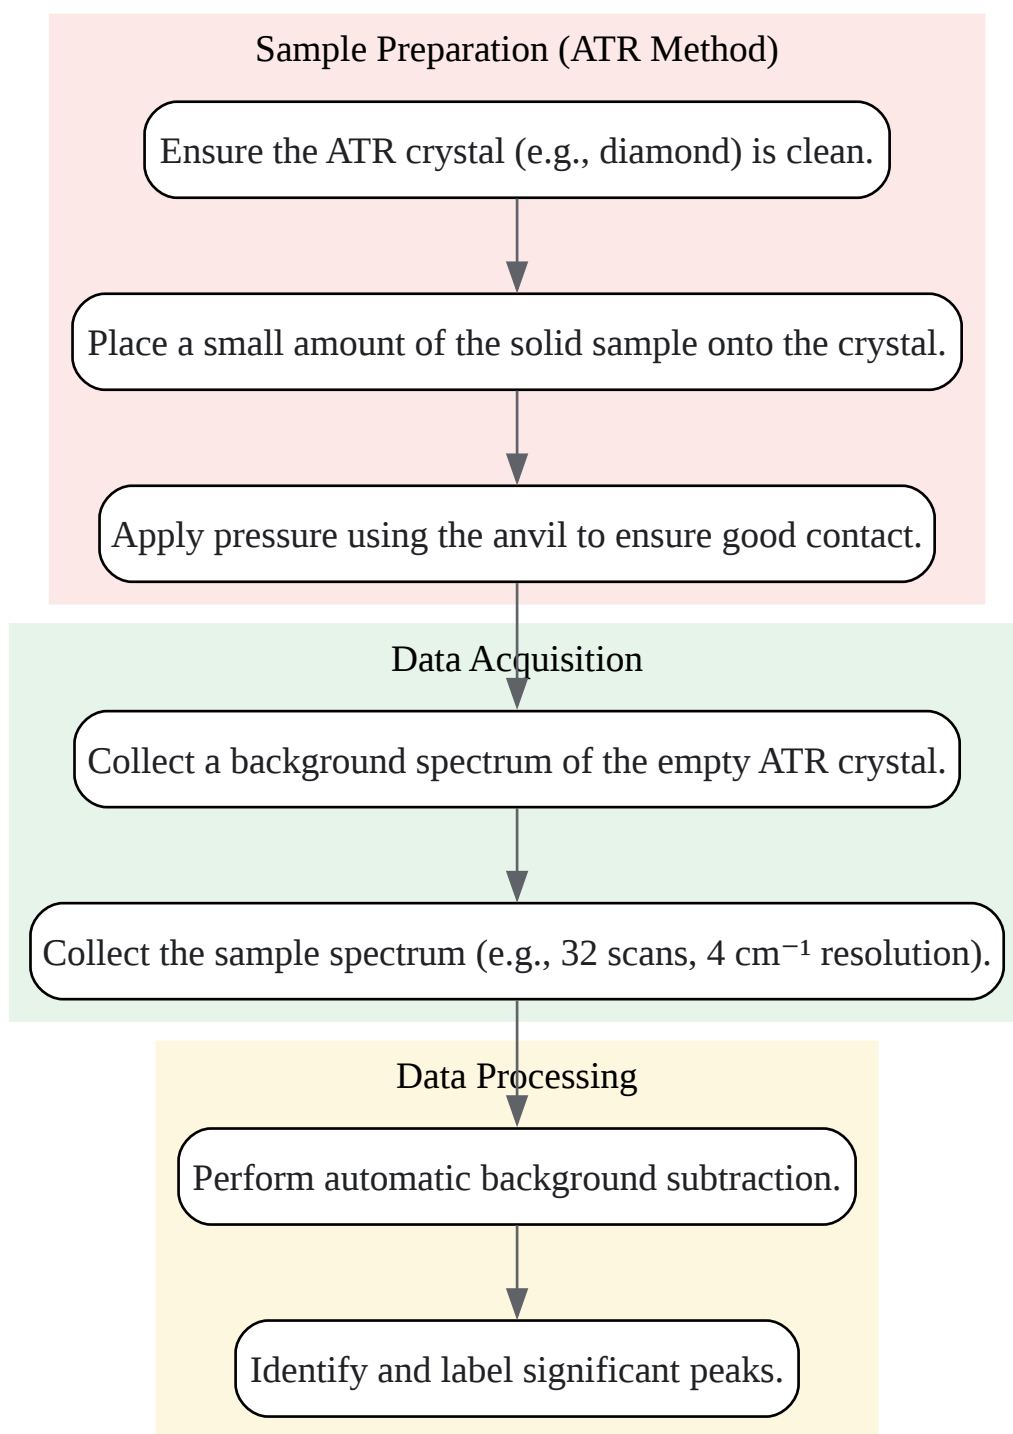 Sample Preparation (ATR Method)
Ensure the ATR crystal (e.g., diamond) is clean.
Place a small amount of the solid sample onto the crystal.
Apply pressure using the anvil to ensure good contact.
Data Acquisition
Collect a background spectrum of the empty ATR crystal.
Collect the sample spectrum (e.g., 32 scans, 4 cm⁻¹ resolution).
Data Processing
Perform automatic background subtraction.
Identify and label significant peaks.